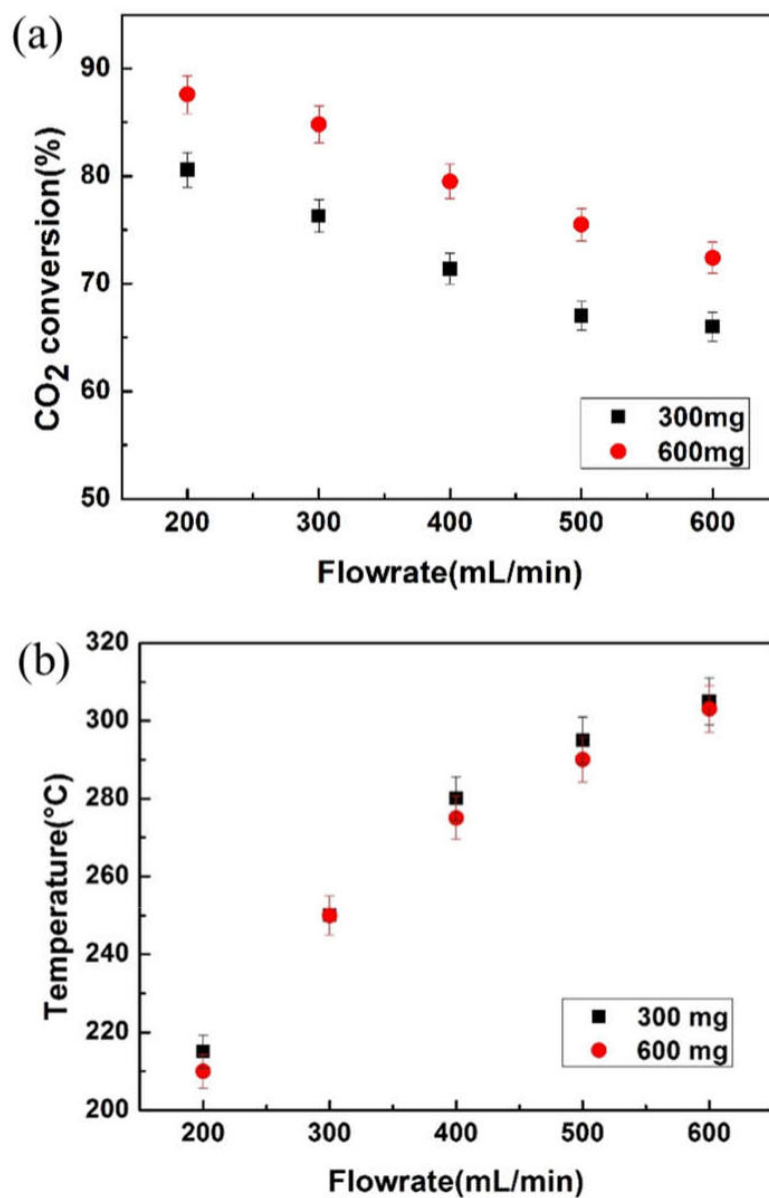 (a)
CO2 conversion(%)
90
80
70
60
50
300mg
600mg
200 300 400 500 600
Flowrate(mL/min)
(b)
Temperature(°C)
320
300
280
260
240
220
200
300 mg
600 mg
200 300 400 500 600
Flowrate(mL/min)